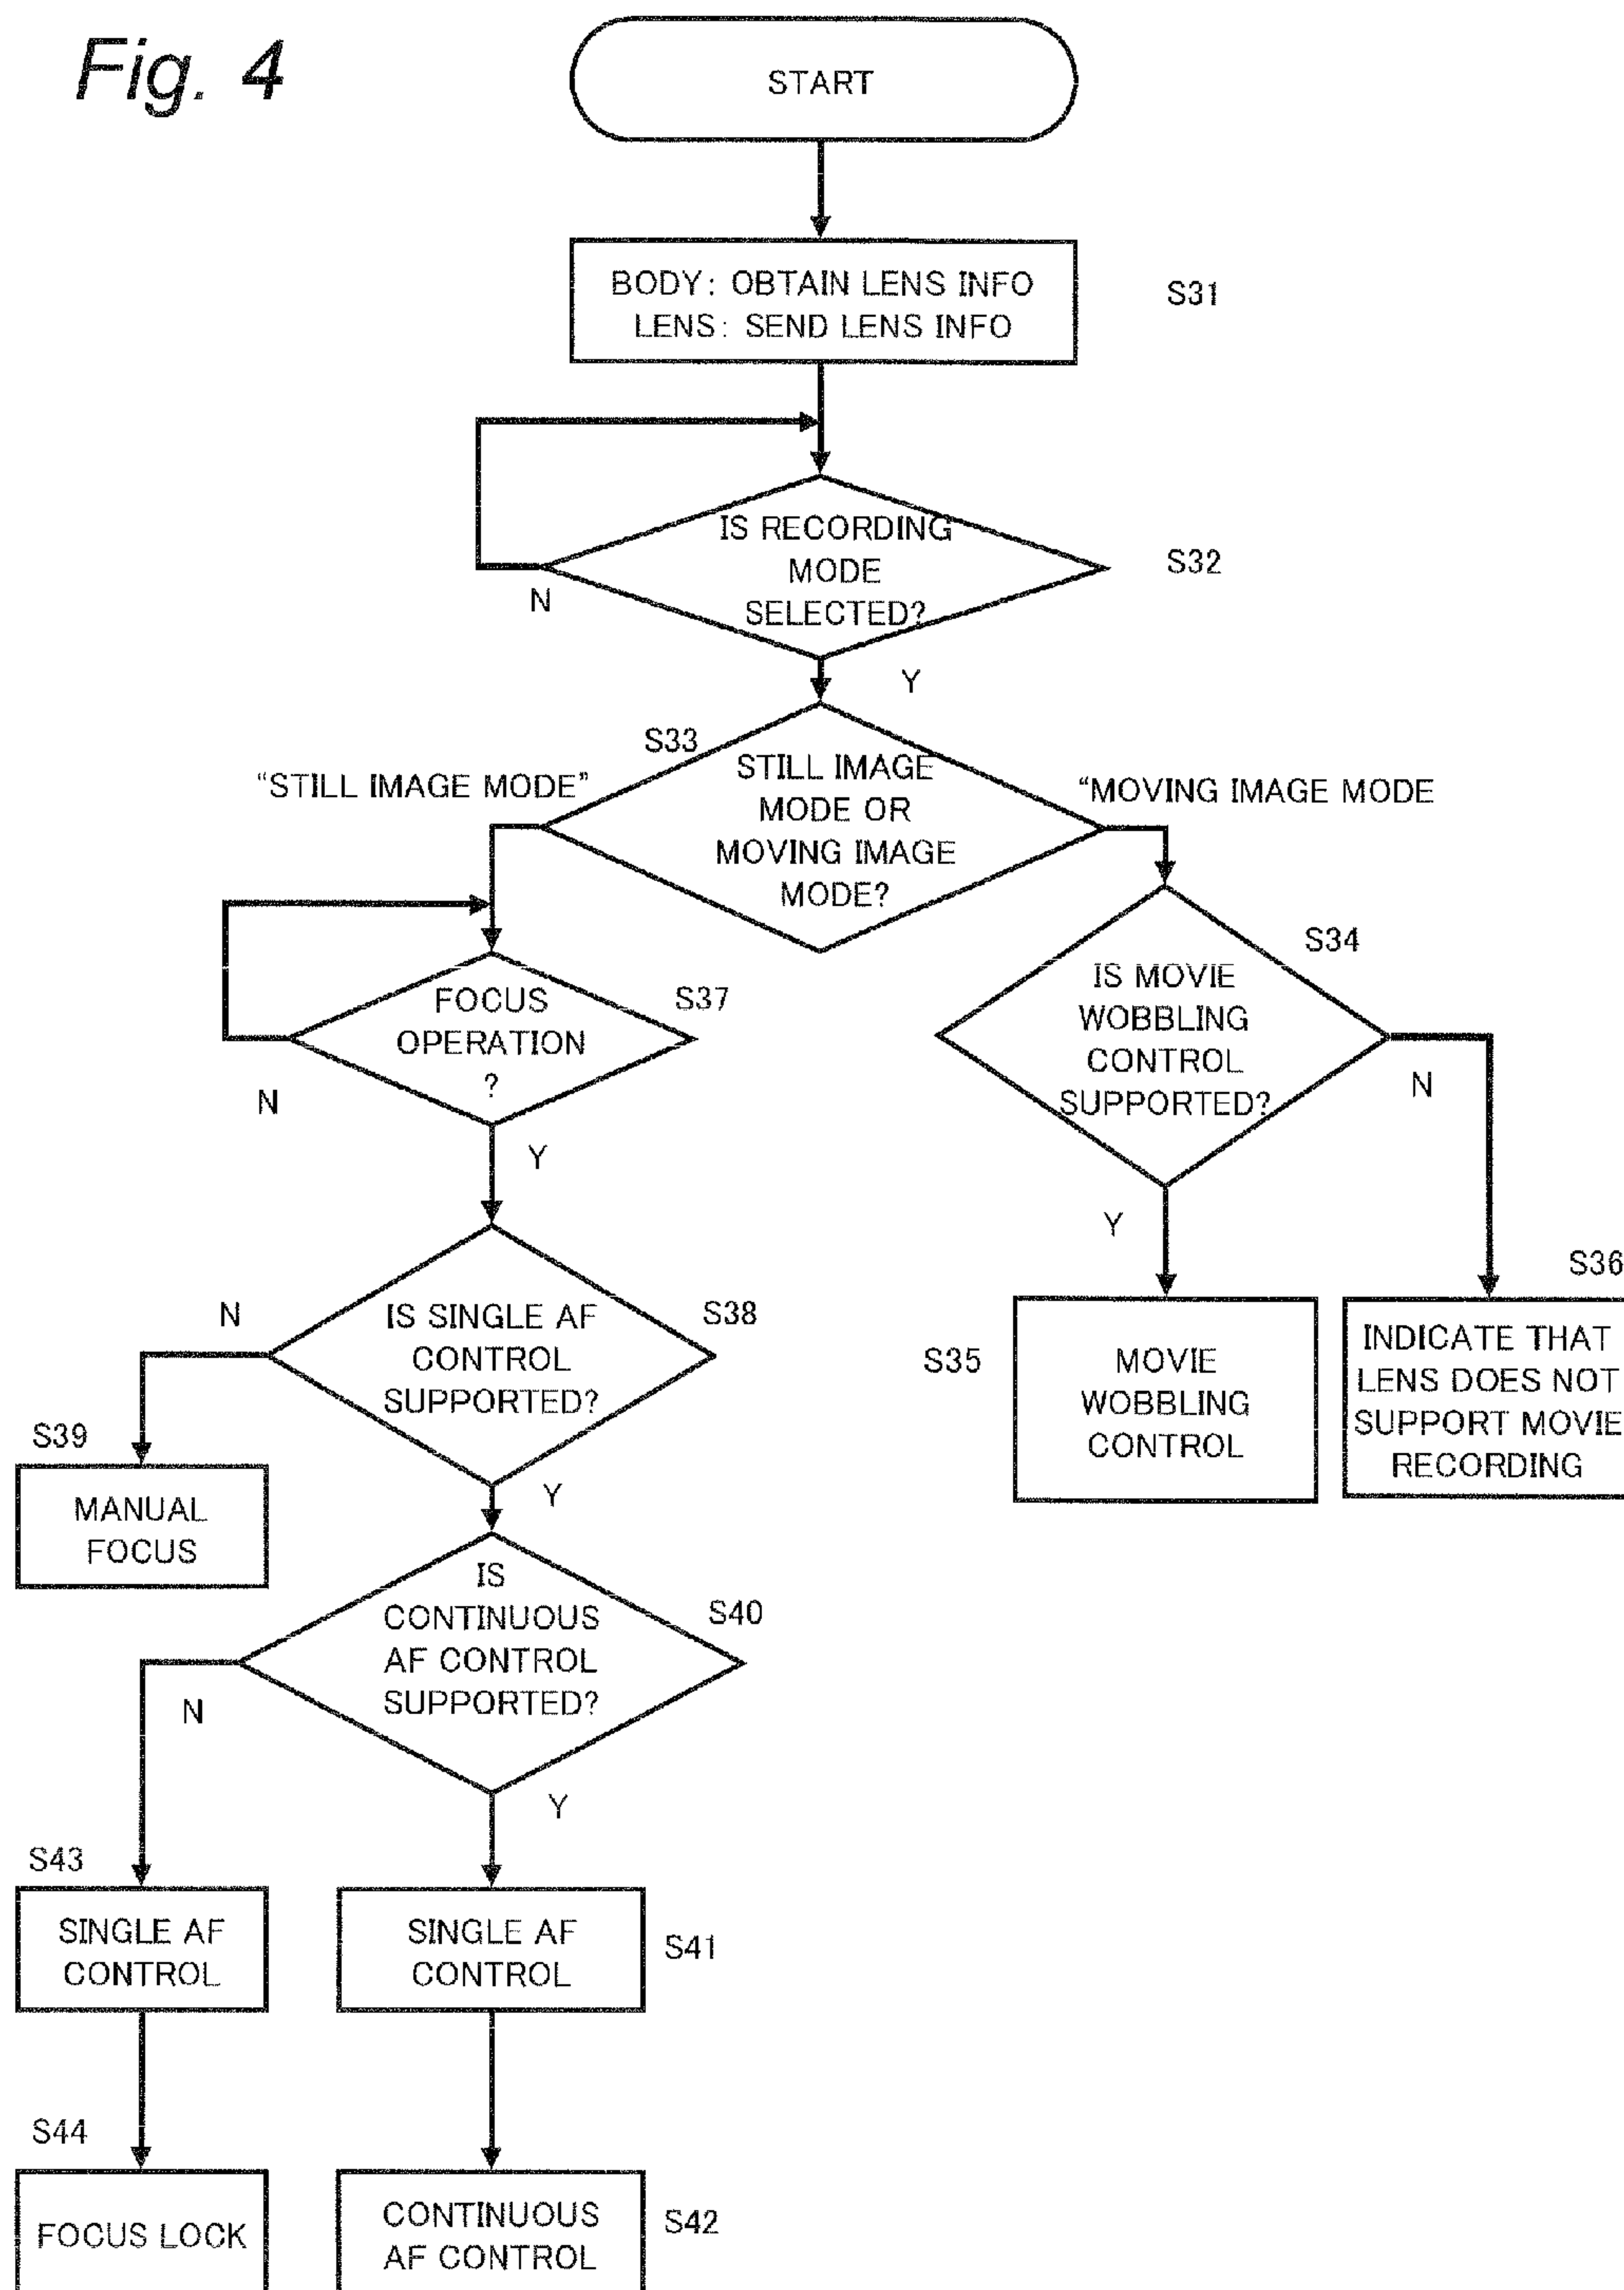 Fig. 4
START
BODY: OBTAIN LENS INFO
LENS: SEND LENS INFO
S31
IS RECORDING
MODE
SELECTED?
S32
N
Y
S33
STILL IMAGE
MODE OR
MOVING IMAGE
MODE?
"STILL IMAGE MODE"
"MOVING IMAGE MODE
S34
IS MOVIE
WOBBLING
CONTROL
SUPPORTED?
N
Y
FOCUS
OPERATION
?
S37
N
Y
S35
MOVIE
WOBBLING
CONTROL
S36
INDICATE THAT
LENS DOES NOT
SUPPORT MOVIE
RECORDING
IS SINGLE AF
CONTROL
SUPPORTED?
S38
N
Y
S39
MANUAL
FOCUS
IS
CONTINUOUS
AF CONTROL
SUPPORTED?
S40
N
Y
S43
SINGLE AF
CONTROL
SINGLE AF
CONTROL
S41
S44
FOCUS LOCK
CONTINUOUS
AF CONTROL
S42